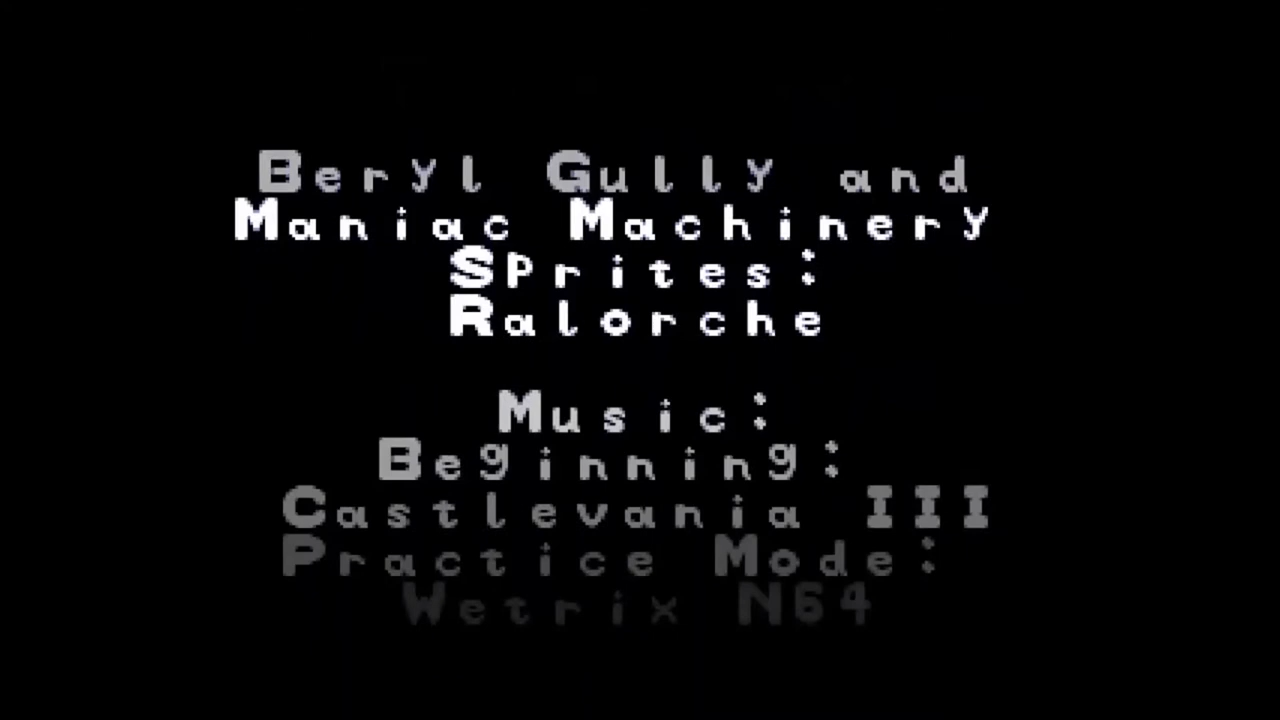 Beryl Gully and
Maniac Machinery
Sprites:
Ralorche
Music:
Beginning:
Castlevania III
Practice Mode:
Wetrix N64